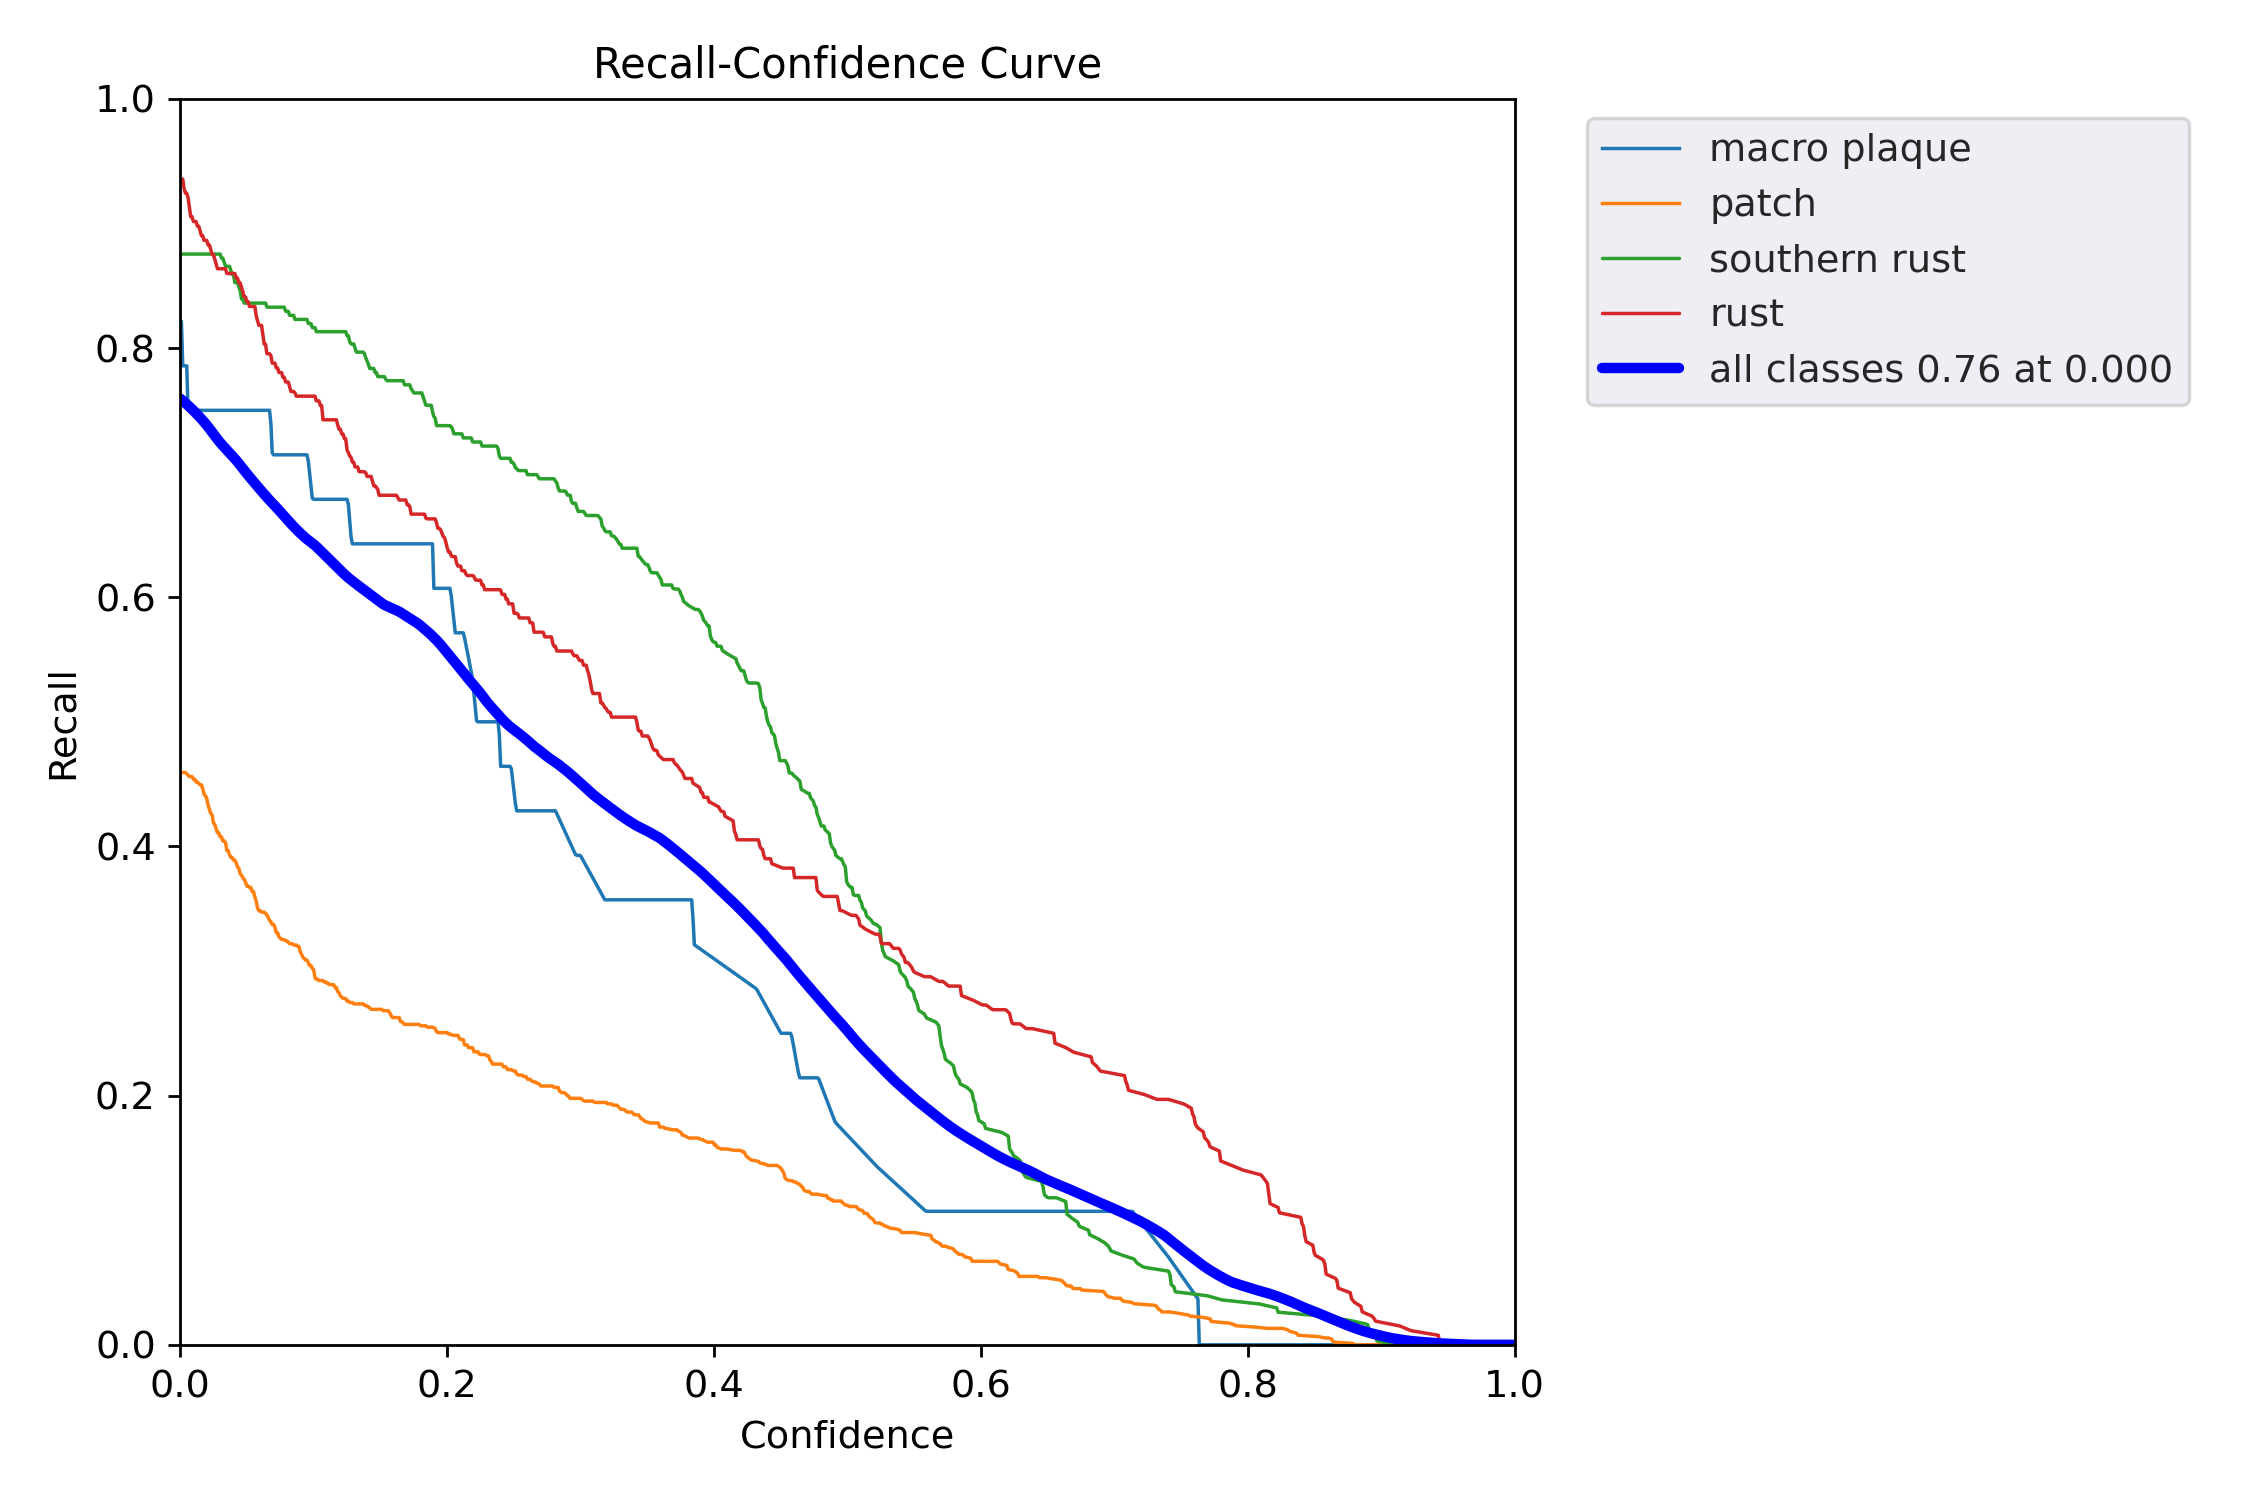 Recall-Confidence Curve
1.0
0.8
0.6
0.4
0.2
0.0
Recall
0.0 0.2 0.4 0.6 0.8 1.0
Confidence
macro plaque
patch
southern rust
rust
all classes 0.76 at 0.000